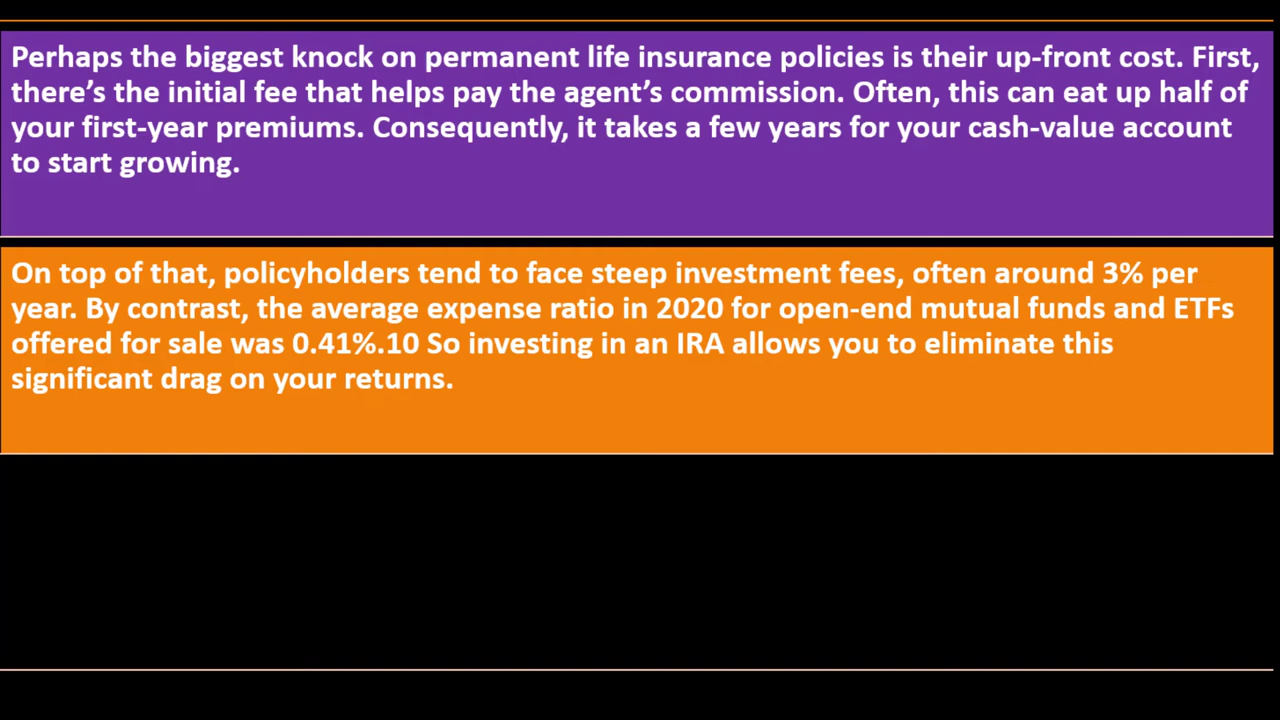 Perhaps the biggest knock on permanent life insurance policies is their up-front cost. First,
there’s the initial fee that helps pay the agent’s commission. Often, this can eat up half of
your first-year premiums. Consequently, it takes a few years for your cash-value account
to start growing.
On top of that, policyholders tend to face steep investment fees, often around 3% per
year. By contrast, the average expense ratio in 2020 for open-end mutual funds and ETFs
offered for sale was 0.41%.10 So investing in an IRA allows you to eliminate this
significant drag on your returns.